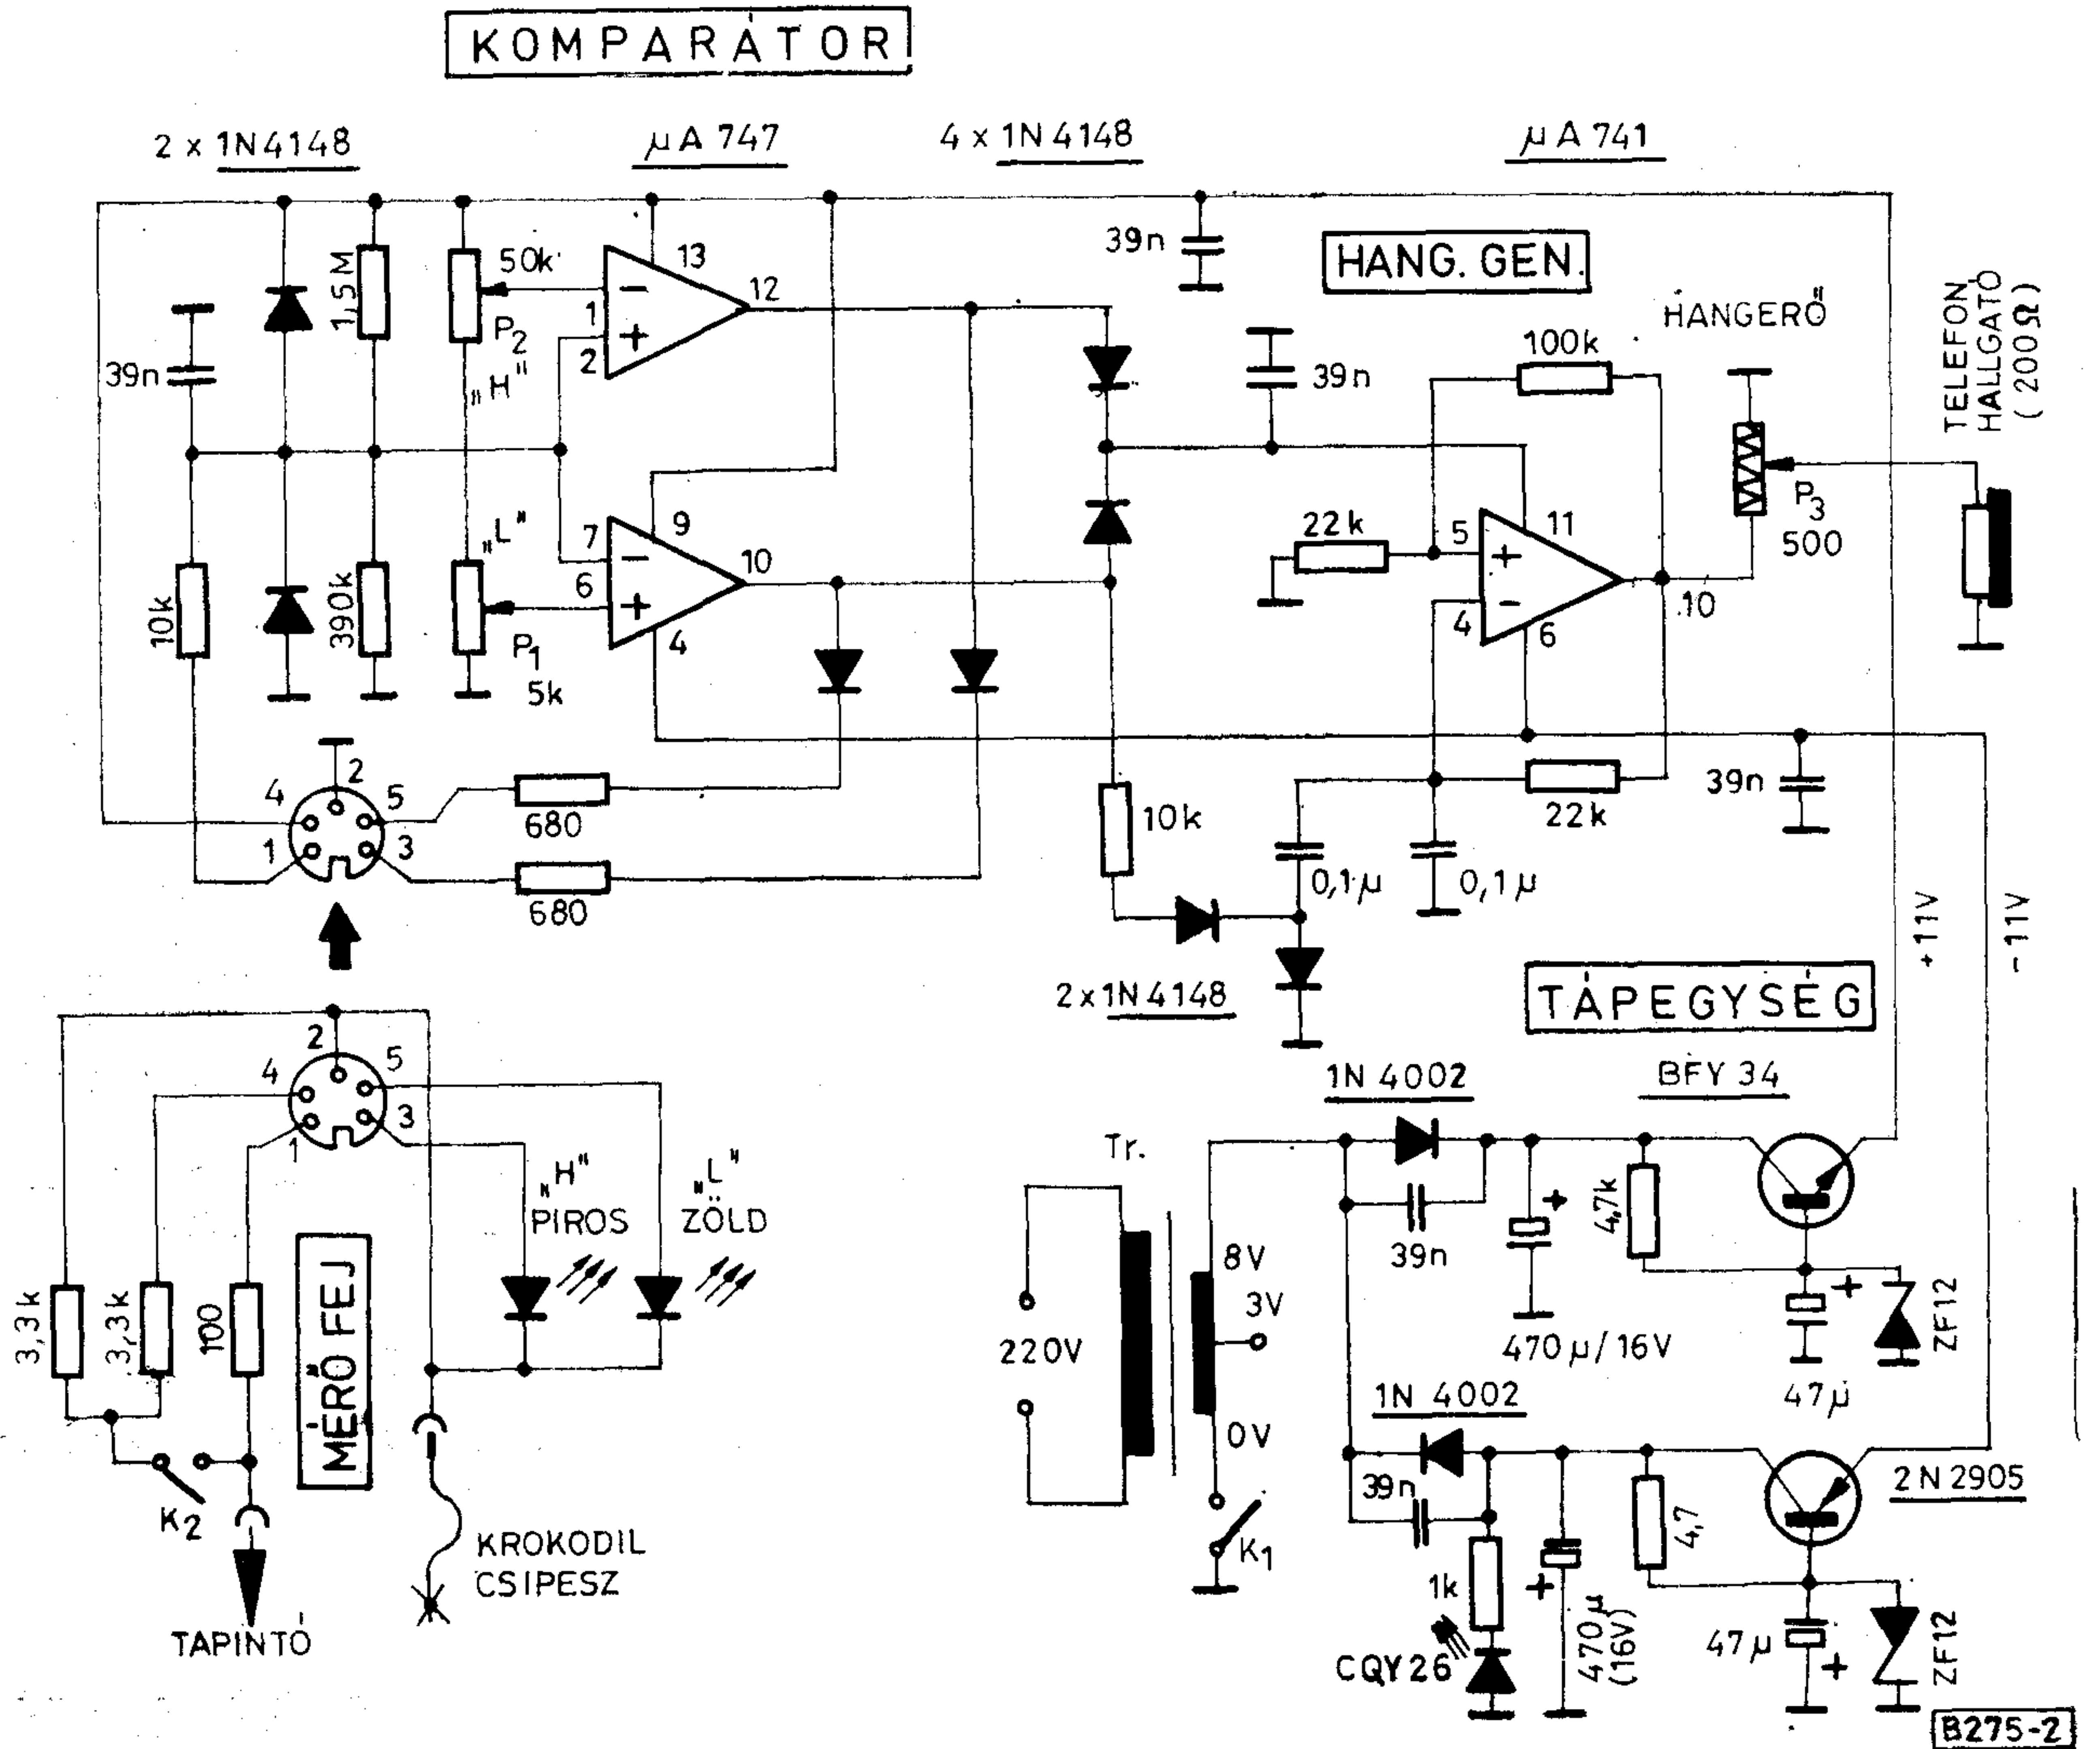 KOMPARÁTOR
2 x 1N4148
µA 747
4 x 1N4148
µA 741
1,5M
50k
13
12
1
2
P2
„H"
39n
39n
HANG. GEN.
HANGERŐ
TELEFON
HALLGATÓ
(200Ω)
39n
100k
„L"
7
9
6
10
4
10k
390k
P1
5k
22k
5
11
4
6
.10
P3
500
2
4
5
1
3
680
680
10k
0,1µ
0,1µ
22k
39n
+11V
-11V
2x1N4148
TÁPEGYSÉG
2
4
5
1
3
„H"
PIROS
„L"
ZÖLD
3,3k
3,3k
100
MÉRŐ FEJ
K2
TAPINTÓ
KROKODIL
CSIPESZ
1N 4002
BFY 34
Tr.
220V
8V
3V
0V
K1
39n
470µ/16V
4,7k
47µ
ZF12
1N 4002
39n
2N2905
1k
CQY26
470µ
(16V)
4,7
47µ
ZF12
B275-2